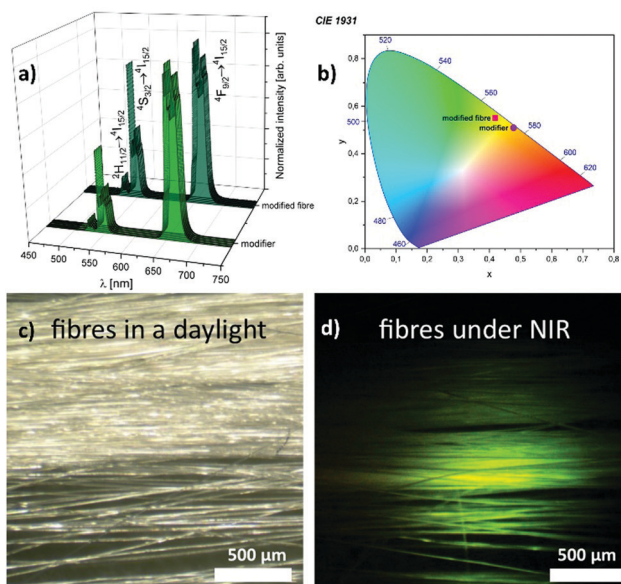 a)
²H₁₁/₂→⁴I₁₅/₂
⁴S₃/₂→⁴I₁₅/₂
⁴F₉/₂→⁴I₁₅/₂
Normalized intensity [arb. units]
modified fibre
modifier
450
500
550
600
650
700
750
λ [nm]
CIE 1931
b)
0,8
0,6
0,4
0,2
0,0
y
520
540
560
580
620
500
480
460
modified fibre
modifier
0,0
0,1
0,2
0,3
0,4
0,5
0,6
0,7
0,8
x
c) fibres in a daylight
500 µm
d) fibres under NIR
500 µm